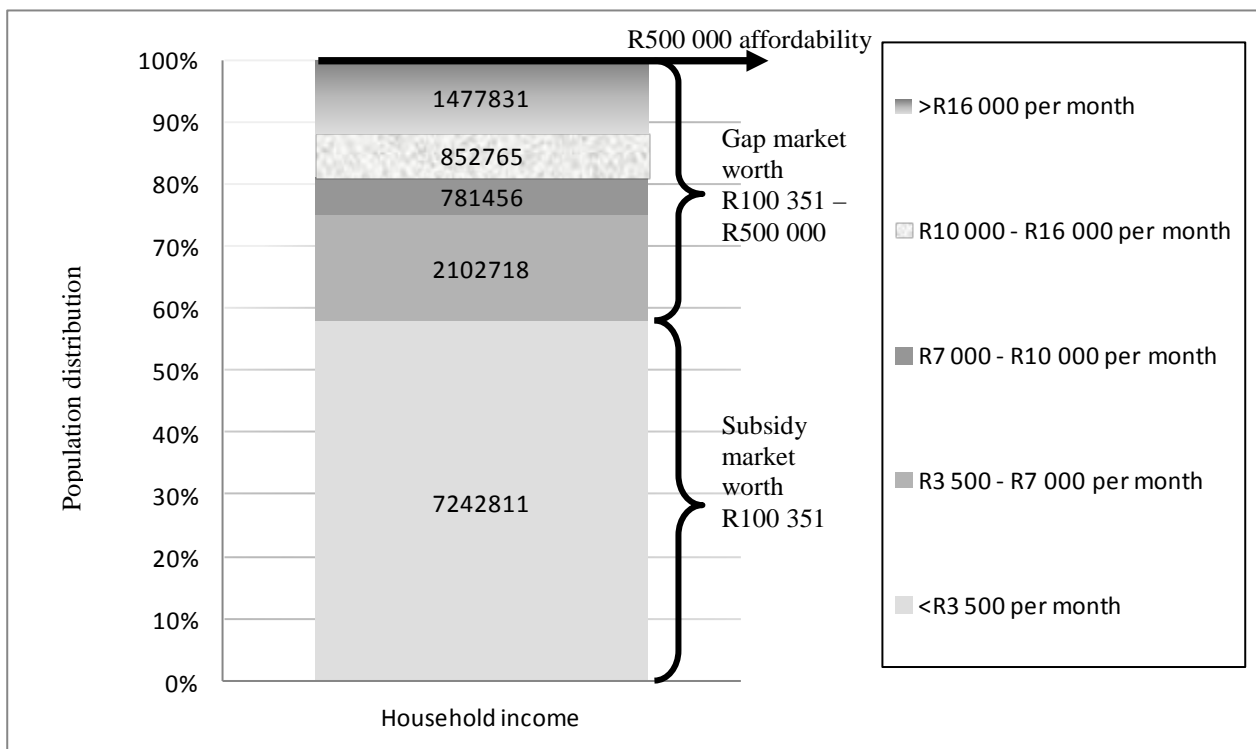 R500 000 affordability
100%
90%
80%
70%
60%
50%
40%
30%
20%
10%
0%
Population distribution
1477831
852765
781456
2102718
7242811
Household income
Gap market
worth
R100 351 –
R500 000
Subsidy
market
worth
R100 351
>R16 000 per month
R10 000 - R16 000 per month
R7 000 - R10 000 per month
R3 500 - R7 000 per month
<R3 500 per month